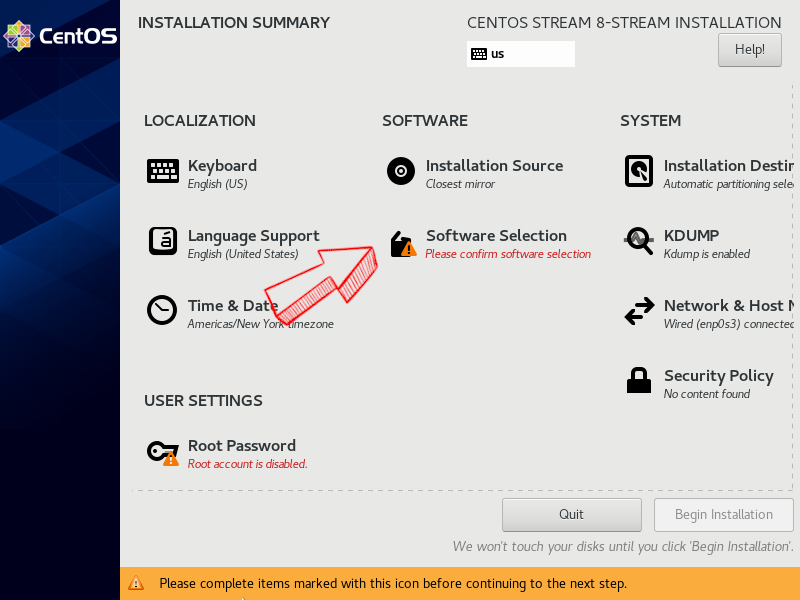 CentOS
INSTALLATION SUMMARY
CENTOS STREAM 8-STREAM INSTALLATION
us
Help!
LOCALIZATION
Keyboard
English (US)
Language Support
English (United States)
Time & Date
Americas/New York timezone
SOFTWARE
Installation Source
Closest mirror
Software Selection
Please confirm software selection
SYSTEM
Installation Destin
Automatic partitioning sele
KDUMP
Kdump is enabled
Network & Host N
Wired (enp0s3) connected
Security Policy
No content found
USER SETTINGS
Root Password
Root account is disabled.
Quit
Begin Installation
We won't touch your disks until you click 'Begin Installation'.
Please complete items marked with this icon before continuing to the next step.